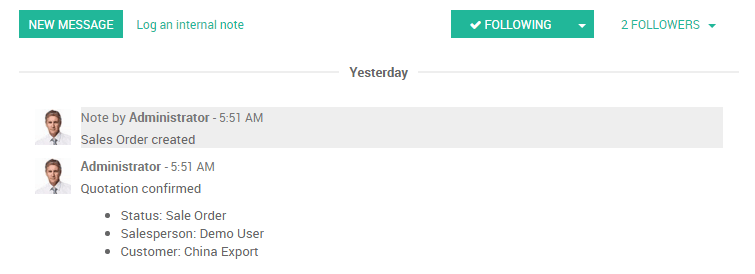 NEW MESSAGE Log an internal note FOLLOWING 2 FOLLOWERS
Yesterday
Note by Administrator - 5:51 AM
Sales Order created
Administrator - 5:51 AM
Quotation confirmed
• Status: Sale Order
• Salesperson: Demo User
• Customer: China Export